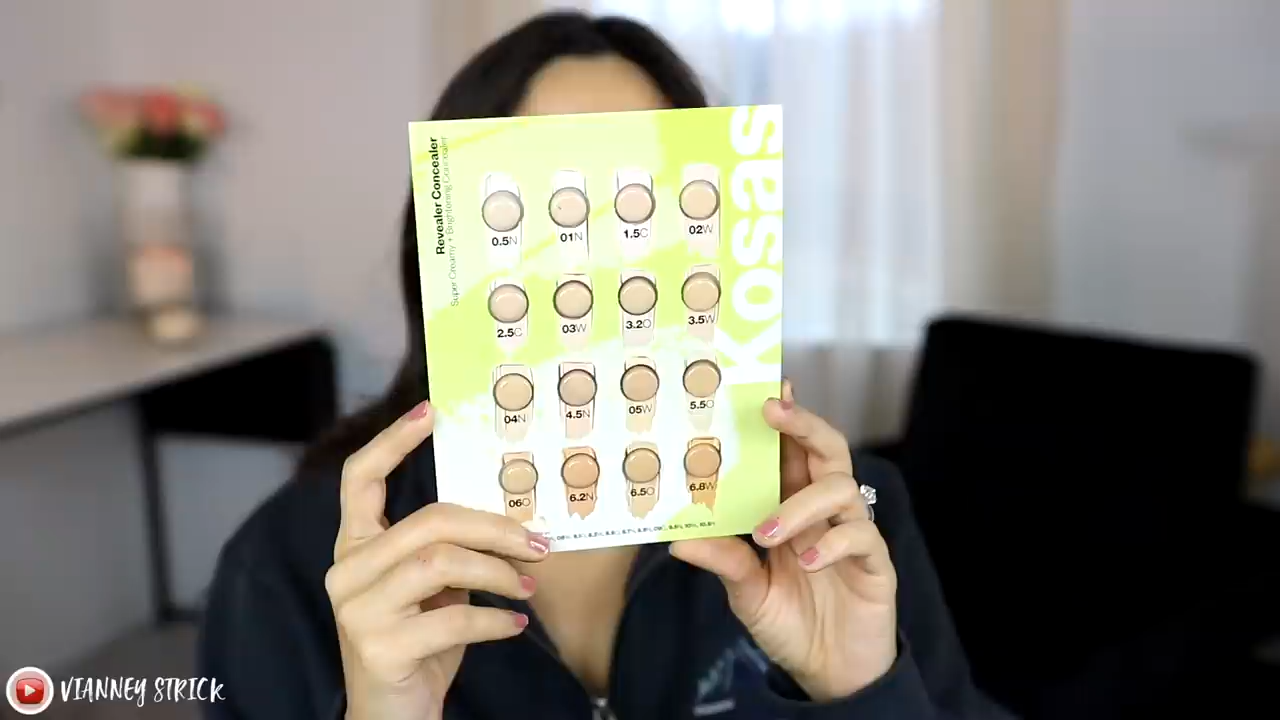 Kosas
Revealer Concealer
Super Creamy + Brightening Concealer
0.5N
01N
1.5C
02W
2.5C
03W
3.2O
3.5W
04N
4.5N
05W
5.5O
06O
6.2N
6.5O
6.8W
VIANNEY STRICK